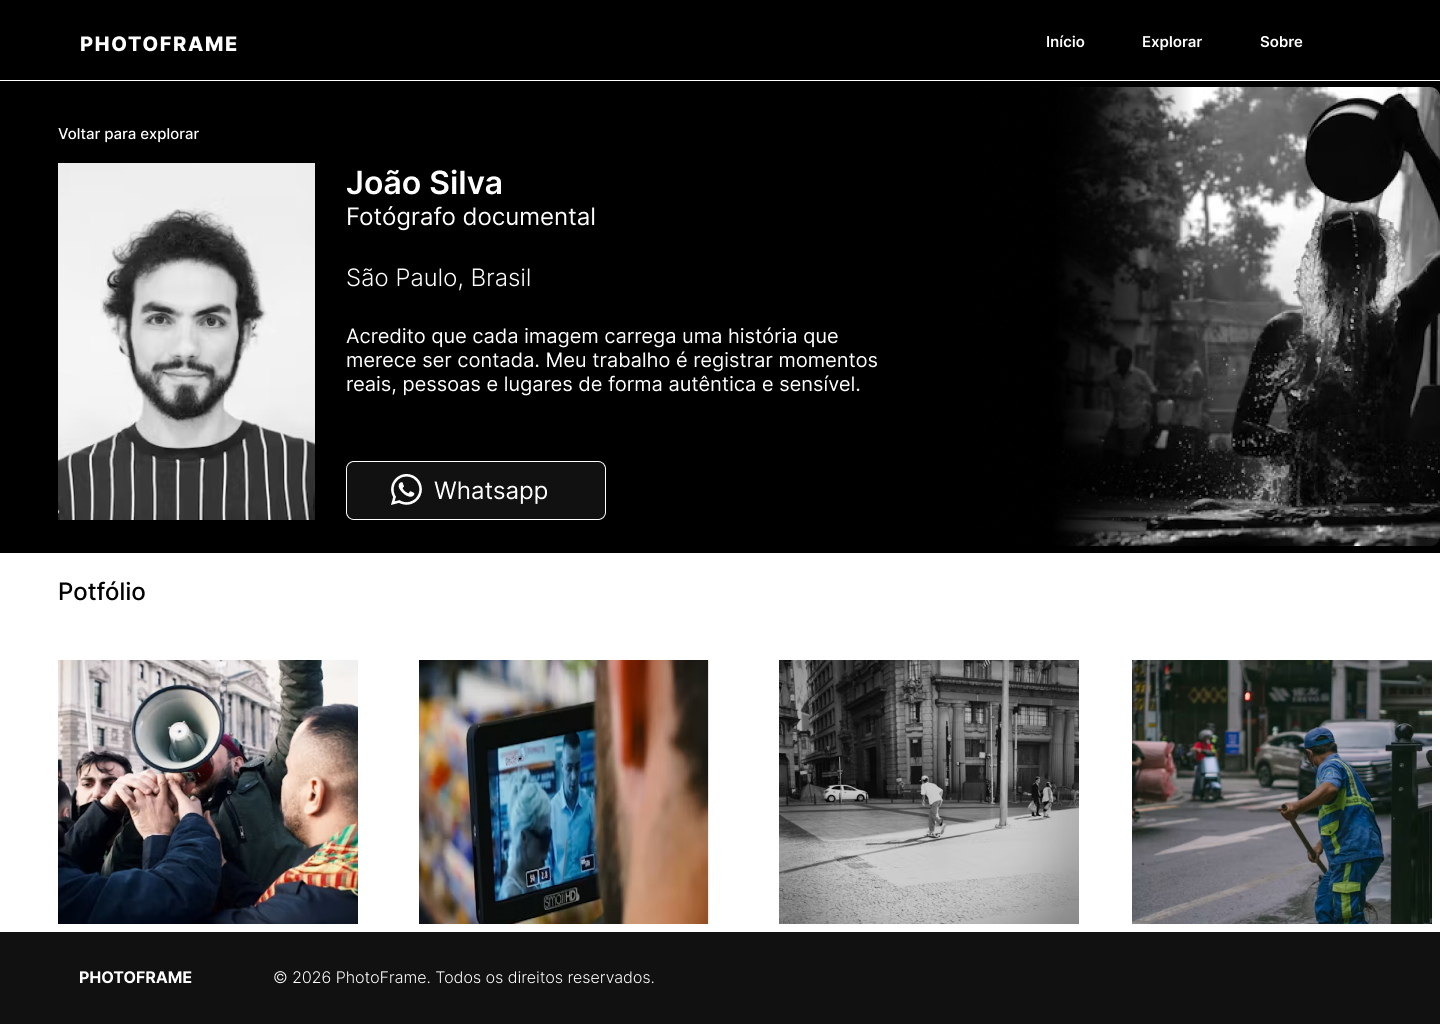 PHOTOFRAME
Início Explorar Sobre
Voltar para explorar
João Silva
Fotógrafo documental
São Paulo, Brasil
Acredito que cada imagem carrega uma história que
merece ser contada. Meu trabalho é registrar momentos
reais, pessoas e lugares de forma autêntica e sensível.
Whatsapp
Potfólio
smallHD
PHOTOFRAME
© 2026 PhotoFrame. Todos os direitos reservados.